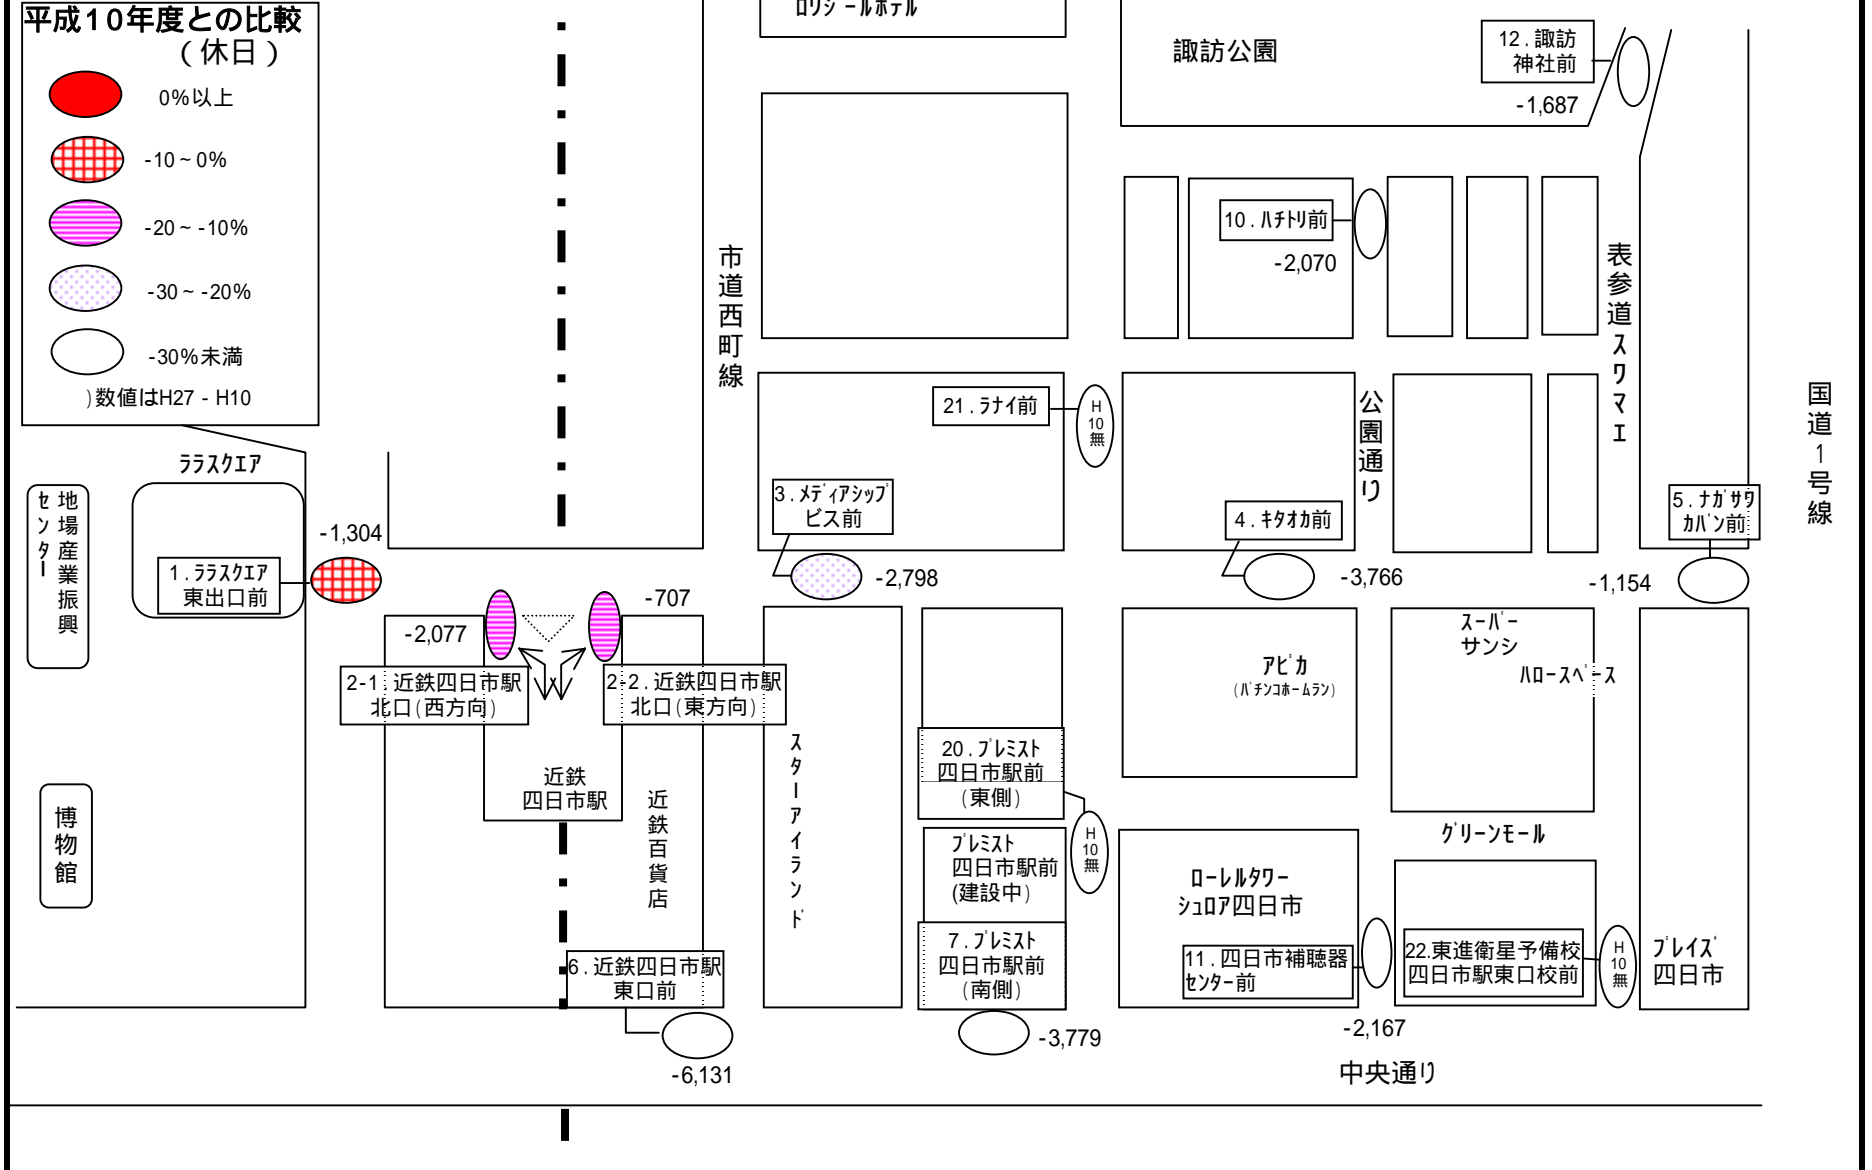 平成10年度との比較
(休日)
0%以上
-10~0%
-20~-10%
-30~-20%
-30%未満
)数値はH27-H10
諏訪公園
12.諏訪
神社前
-1,687
10.ハチトリ前
-2,070
市道西町線
表参道スワマエ
国道1号線
21.ラナイ前
H
10
無
公園通り
3.メディアシップ
ビス前
-2,798
4.キタオカ前
-3,766
5.ナガサワ
カバン前
-1,154
ララスクエア
地場産業振興
センター
-1,304
1.ララスクエア
東出口前
-2,077
-707
2-1.近鉄四日市駅
北口(西方向)
2-2.近鉄四日市駅
北口(東方向)
近鉄
四日市駅
近鉄百貨店
スターアイランド
博物館
20.プレミスト
四日市駅前
(東側)
H
10
無
プレミスト
四日市駅前
(建設中)
7.プレミスト
四日市駅前
(南側)
-3,779
6.近鉄四日市駅
東口前
-6,131
アピカ
(パチンコホームラン)
スーパー
サンシ
ハロースペース
グリーンモール
ローレルタワー
シュロア四日市
11.四日市補聴器
センター前
-2,167
22.東進衛星予備校
四日市駅東口校前
H
10
無
プレイズ
四日市
中央通り